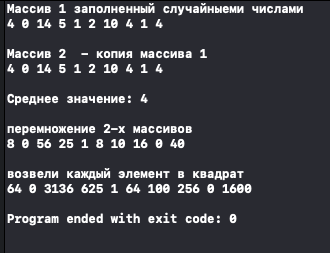 Массив 1 заполненный случайныеми числами
4 0 14 5 1 2 10 4 1 4
Массив 2 - копия массива 1
4 0 14 5 1 2 10 4 1 4
Среднее значение: 4
перемножение 2-х массивов
8 0 56 25 1 8 10 16 0 40
возвели каждый элемент в квадрат
64 0 3136 625 1 64 100 256 0 1600
Program ended with exit code: 0